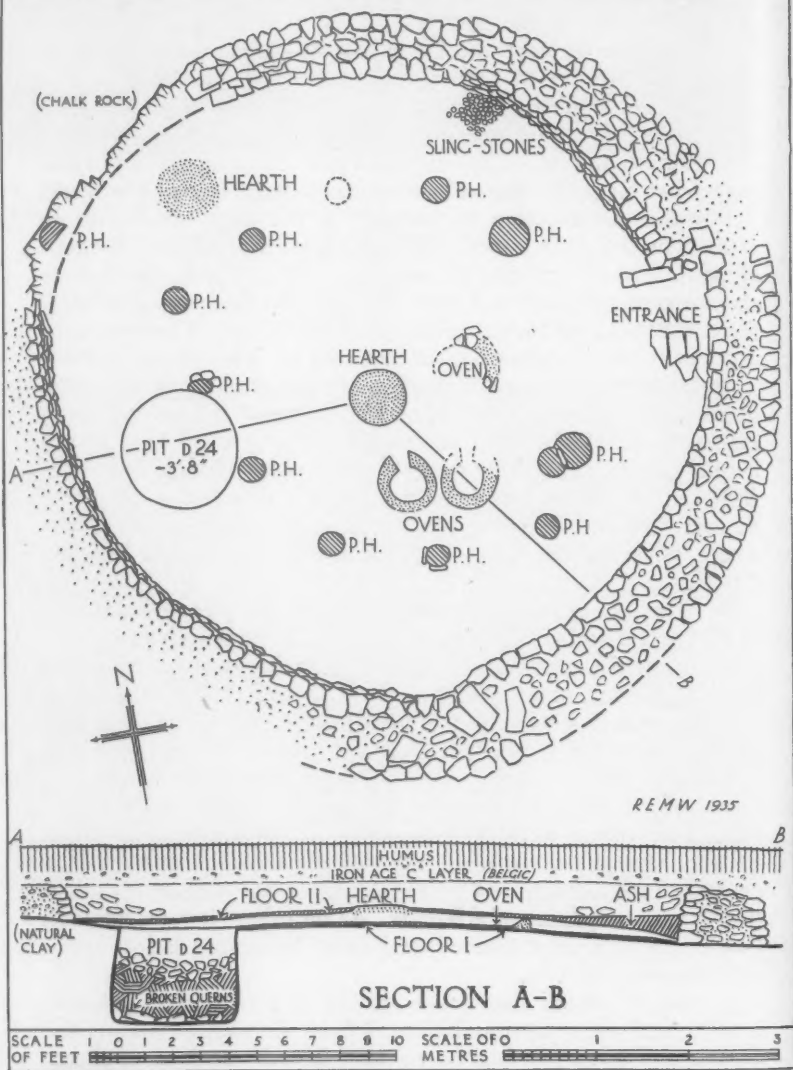 (CHALK ROCK)
SLING-STONES
HEARTH
P.H.
P.H.
P.H.
P.H.
P.H.
ENTRANCE
HEARTH
OVEN
P.H.
PIT D 24
-3'·8"
A
P.H.
P.H.
OVENS
P.H
P.H.
P.H.
N
B
REMW 1935
A
B
HUMUS
IRON AGE "C" LAYER (BELGIC)
FLOOR II HEARTH OVEN ASH
(NATURAL
CLAY)
PIT D 24
FLOOR I
BROKEN QUERNS
SECTION A-B
SCALE OF FEET 1 0 1 2 3 4 5 6 7 8 9 10
SCALE OF METRES 0 1 2 3